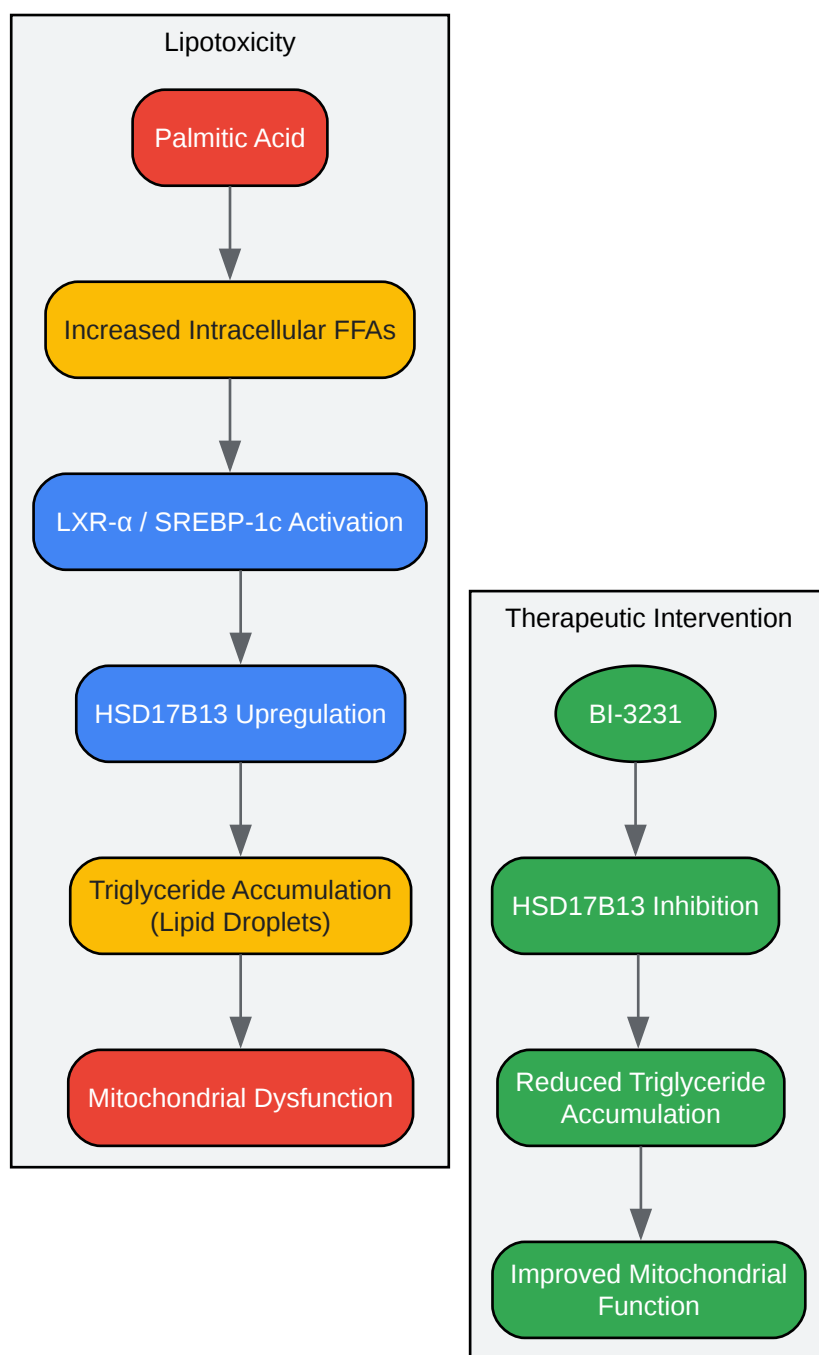 Lipotoxicity
Palmitic Acid
Increased Intracellular FFAs
LXR-α / SREBP-1c Activation
HSD17B13 Upregulation
Triglyceride Accumulation
(Lipid Droplets)
Mitochondrial Dysfunction
Therapeutic Intervention
BI-3231
HSD17B13 Inhibition
Reduced Triglyceride
Accumulation
Improved Mitochondrial
Function